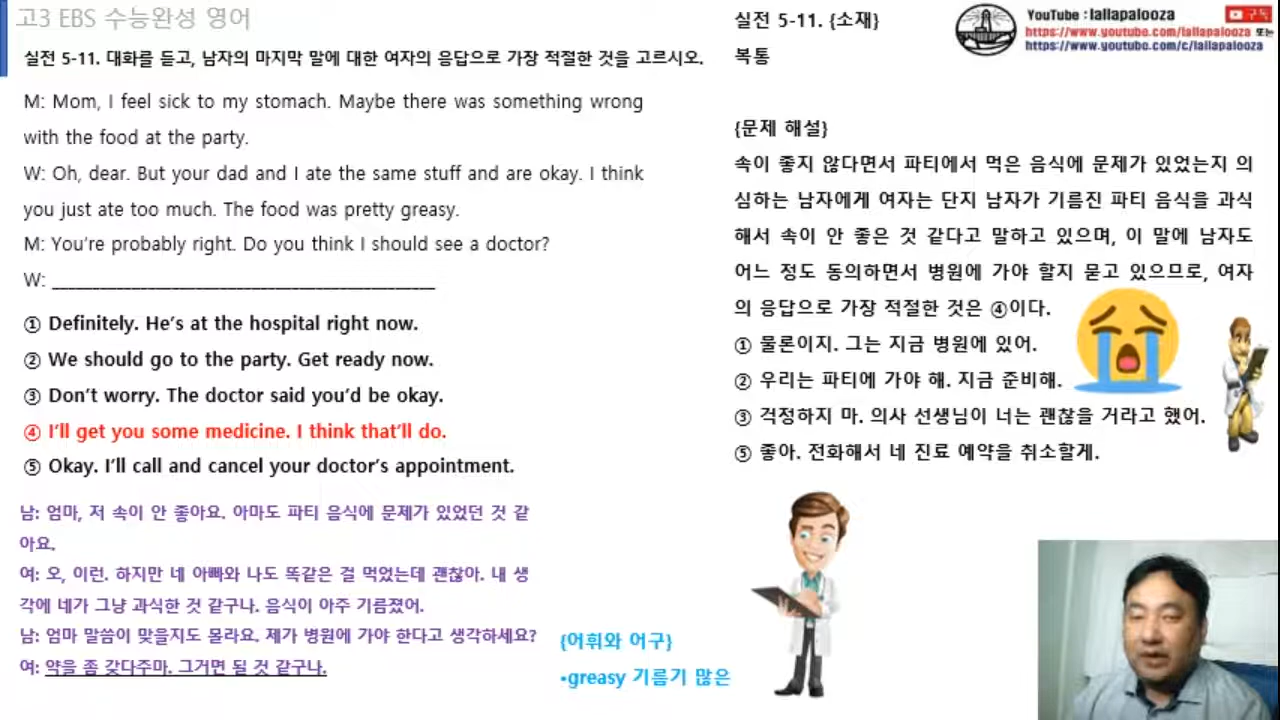 고3 EBS 수능완성 영어
실전 5-11. 대화를 듣고, 남자의 마지막 말에 대한 여자의 응답으로 가장 적절한 것을 고르시오.
M: Mom, I feel sick to my stomach. Maybe there was something wrong
with the food at the party.
W: Oh, dear. But your dad and I ate the same stuff and are okay. I think
you just ate too much. The food was pretty greasy.
M: You're probably right. Do you think I should see a doctor?
W: ______________________________________________
① Definitely. He's at the hospital right now.
② We should go to the party. Get ready now.
③ Don't worry. The doctor said you'd be okay.
④ I'll get you some medicine. I think that'll do.
⑤ Okay. I'll call and cancel your doctor's appointment.
남: 엄마, 저 속이 안 좋아요. 아마도 파티 음식에 문제가 있었던 것 같
아요.
여: 오, 이런. 하지만 네 아빠와 나도 똑같은 걸 먹었는데 괜찮아. 내 생
각에 네가 그냥 과식한 것 같구나. 음식이 아주 기름졌어.
남: 엄마 말씀이 맞을지도 몰라요. 제가 병원에 가야 한다고 생각하세요?
여: 약을 좀 갖다주마. 그거면 될 것 같구나.
{어휘와 어구}
•greasy 기름기 많은
실전 5-11. {소재}
복통
{문제 해설}
속이 좋지 않다면서 파티에서 먹은 음식에 문제가 있었는지 의
심하는 남자에게 여자는 단지 남자가 기름진 파티 음식을 과식
해서 속이 안 좋은 것 같다고 말하고 있으며, 이 말에 남자도
어느 정도 동의하면서 병원에 가야 할지 묻고 있으므로, 여자
의 응답으로 가장 적절한 것은 ④이다.
① 물론이지. 그는 지금 병원에 있어.
② 우리는 파티에 가야 해. 지금 준비해.
③ 걱정하지 마. 의사 선생님이 너는 괜찮을 거라고 했어.
⑤ 좋아. 전화해서 네 진료 예약을 취소할게.
YouTube : lallapalooza
구독
https://www.youtube.com/lallapalooza 또는
https://www.youtube.com/c/lallapalooza